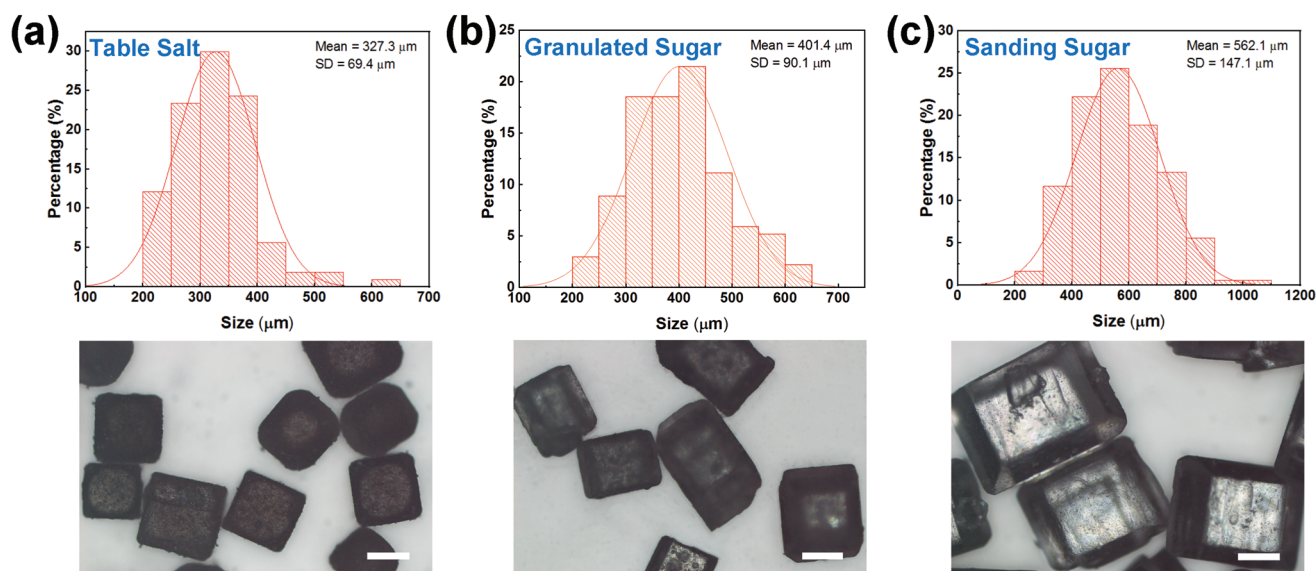 (a)
Table Salt
Mean = 327.3 μm
SD = 69.4 μm
Percentage (%)
30
25
20
15
10
5
0
100 200 300 400 500 600 700
Size (μm)
(b)
Granulated Sugar
Mean = 401.4 μm
SD = 90.1 μm
Percentage (%)
25
20
15
10
5
0
100 200 300 400 500 600 700
Size (μm)
(c)
Sanding Sugar
Mean = 562.1 μm
SD = 147.1 μm
Percentage (%)
30
25
20
15
10
5
0
0 200 400 600 800 1000 1200
Size (μm)